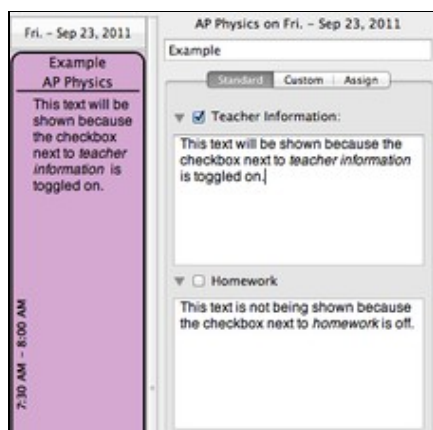 Fri. – Sep 23, 2011
Example
AP Physics
This text will be
shown because
the checkbox
next to teacher
information is
toggled on.
7:30 AM – 8:00 AM
AP Physics on Fri. – Sep 23, 2011
Example
Standard Custom Assign
Teacher Information:
This text will be shown because the
checkbox next to teacher information
is toggled on.
Homework
This text is not being shown because
the checkbox next to homework is off.